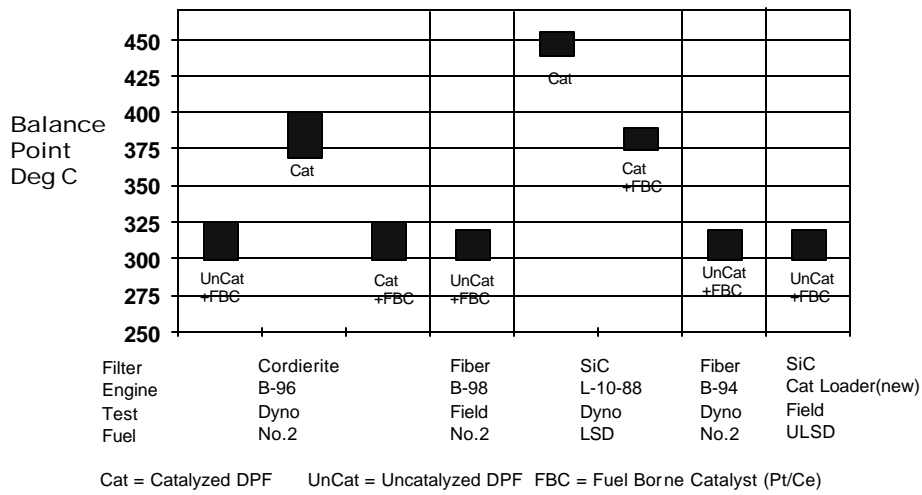 450
425
400
375
350
325
300
275
250
Balance
Point
Deg C
Cat
Cat
Cat
+FBC
UnCat
+FBC
Cat
+FBC
UnCat
+FBC
UnCat
+FBC
UnCat
+FBC
Filter Cordierite Fiber SiC Fiber SiC
Engine B-96 B-98 L-10-88 B-94 Cat Loader(new)
Test Dyno Field Dyno Dyno Field
Fuel No.2 No.2 LSD No.2 ULSD
Cat = Catalyzed DPF UnCat = Uncatalyzed DPF FBC = Fuel Borne Catalyst (Pt/Ce)